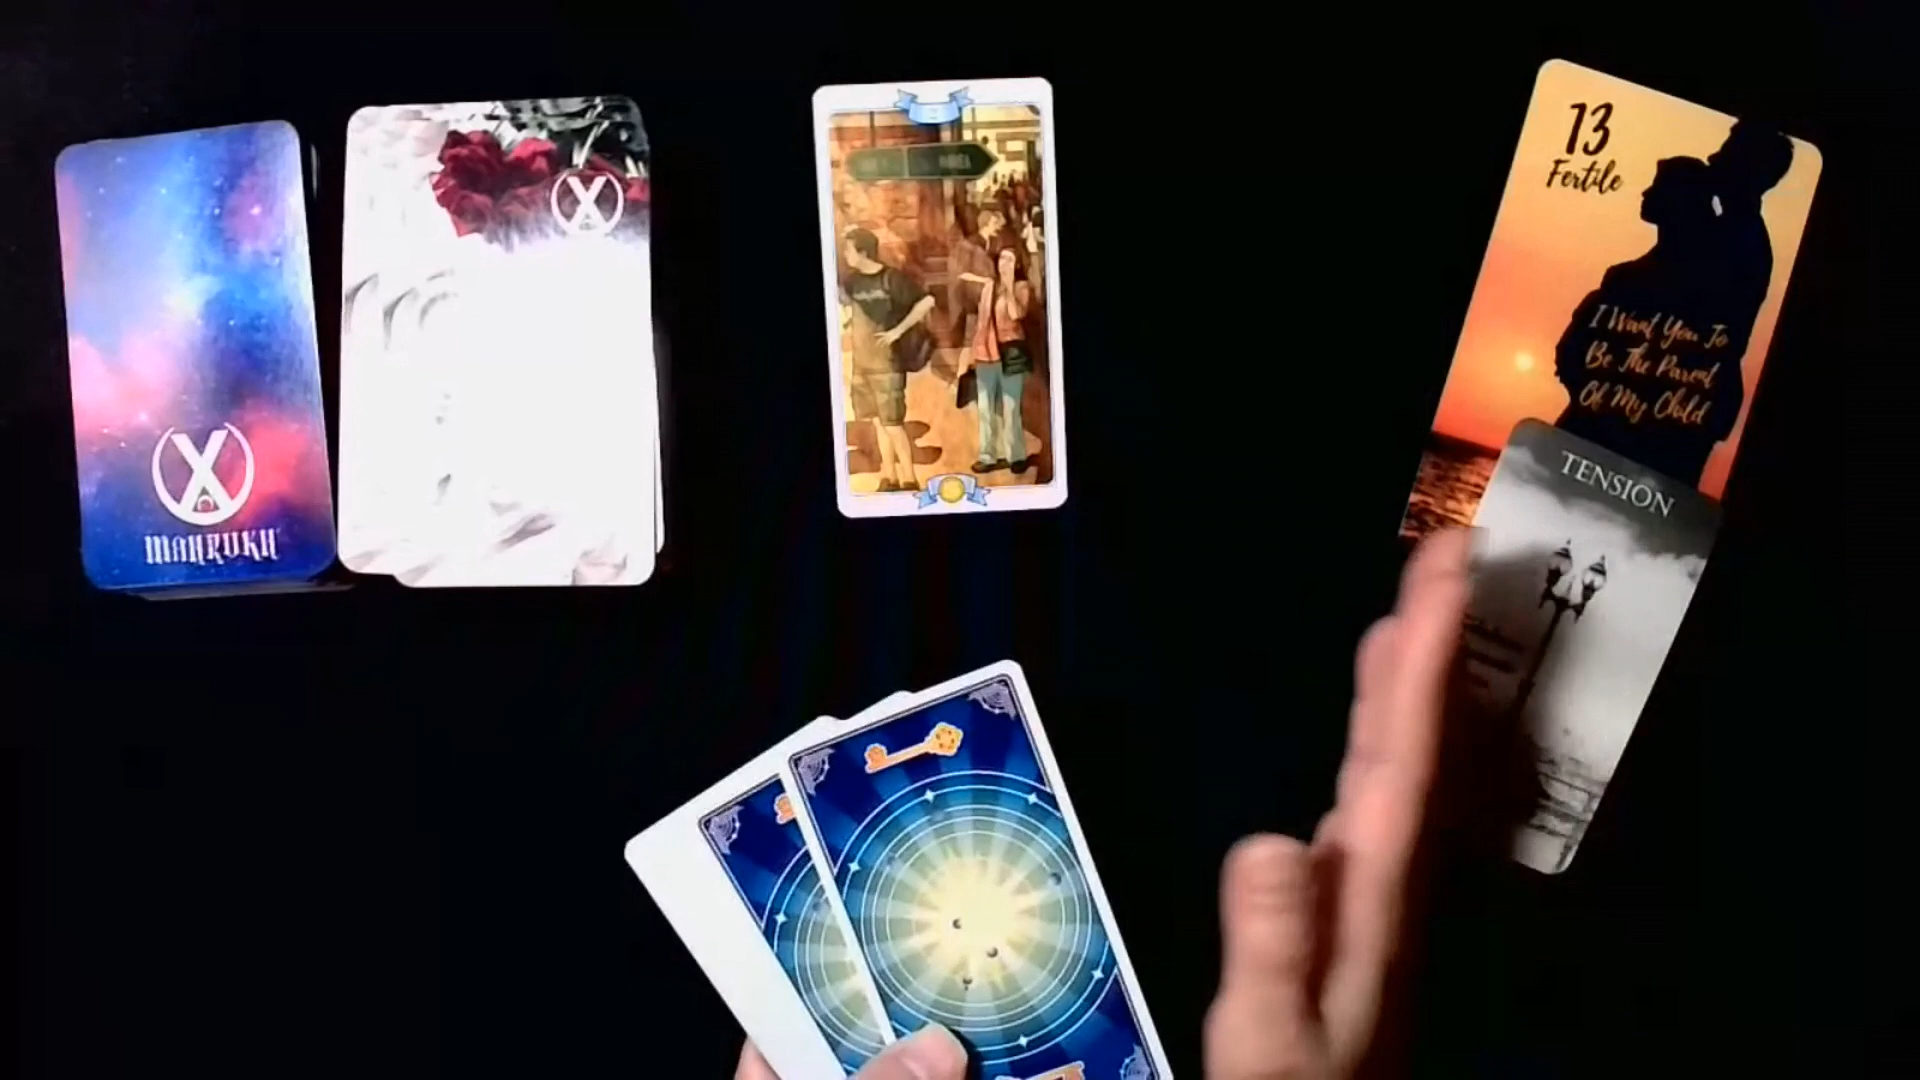 MAHRUKH
13
Fertile
I Want You To
Be The Parent
Of My Child
TENSION